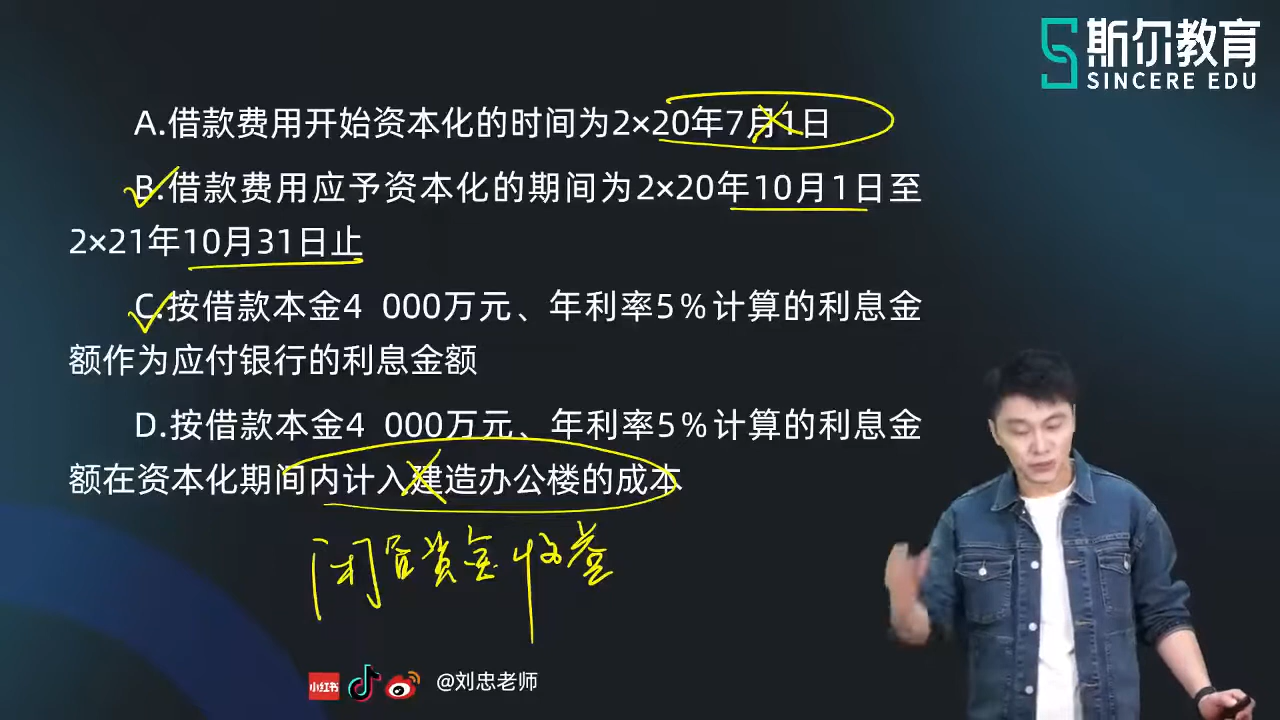 斯尔教育
SINCERE EDU
A.借款费用开始资本化的时间为2×20年7月1日
B.借款费用应予资本化的期间为2×20年10月1日至
2×21年10月31日止
C.按借款本金4 000万元、年利率5%计算的利息金
额作为应付银行的利息金额
D.按借款本金4 000万元、年利率5%计算的利息金
额在资本化期间内计入建造办公楼的成本
闲置资金收益
小红书 @刘忠老师